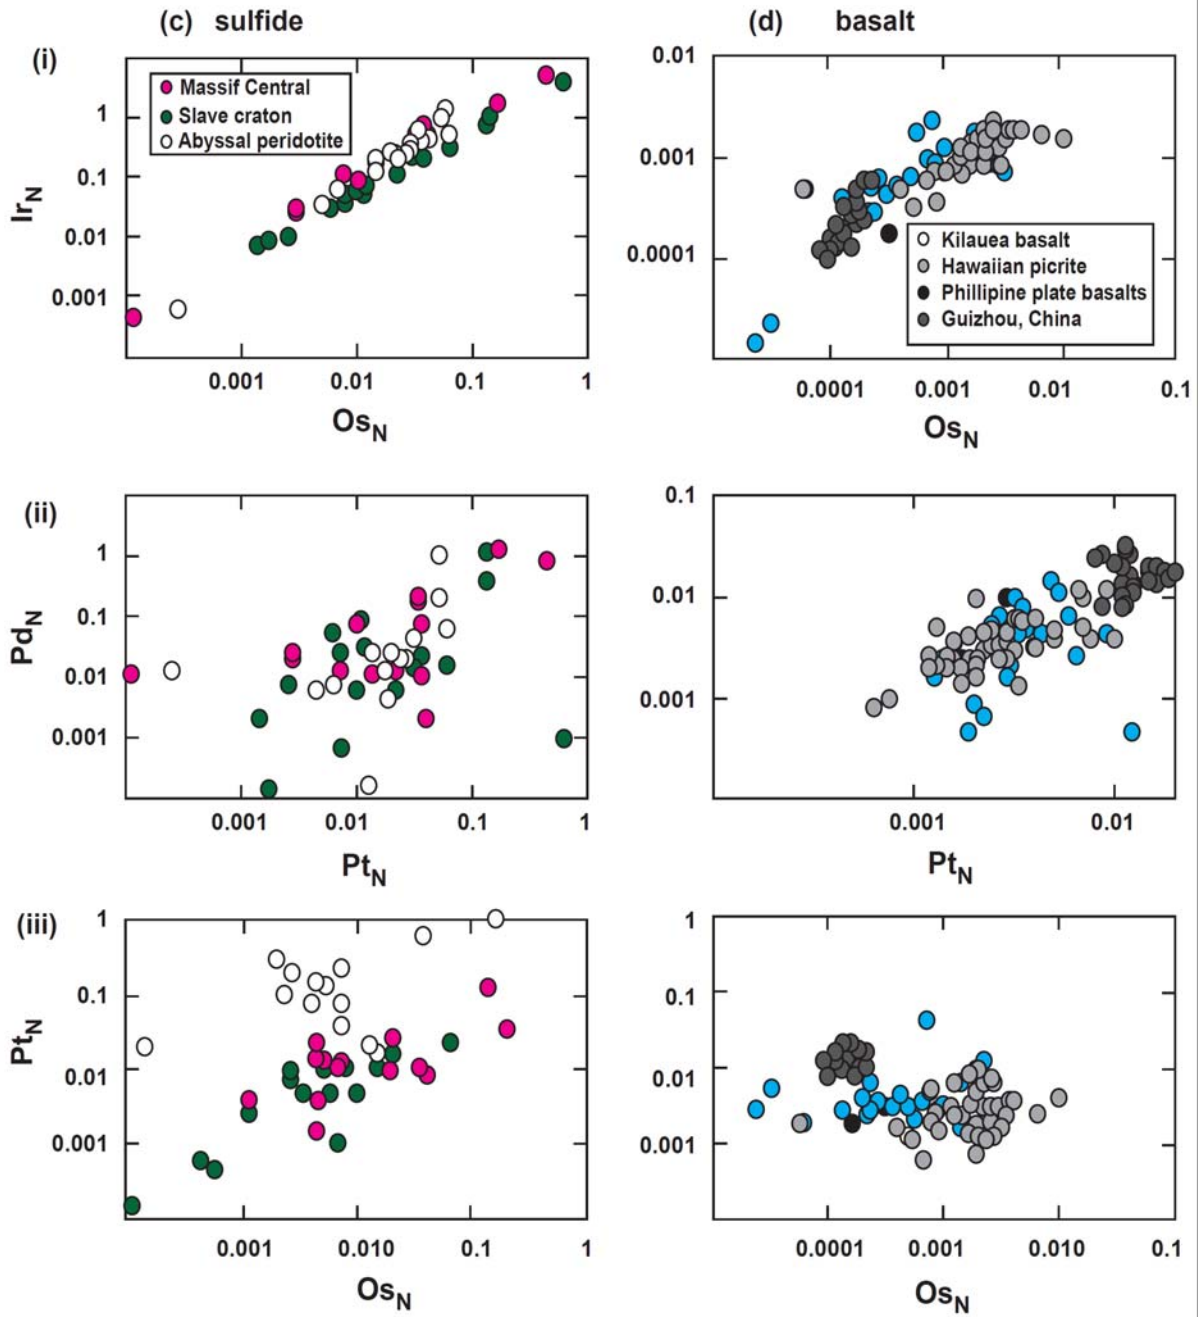 (c) sulfide
(d) basalt
(i)
Massif Central
Slave craton
Abyssal peridotite
1
0.1
0.01
0.001
IrN
0.001 0.01 0.1 1
OsN
0.01
0.001
0.0001
Kilauea basalt
Hawaiian picrite
Phillipine plate basalts
Guizhou, China
0.0001 0.001 0.01 0.1
OsN
(ii)
1
0.1
0.01
0.001
PdN
0.001 0.01 0.1 1
PtN
0.1
0.01
0.001
0.001 0.01
PtN
(iii)
1
0.1
0.01
0.001
PtN
0.001 0.010 0.1 1
OsN
1
0.1
0.01
0.001
0.0001 0.001 0.010 0.1
OsN